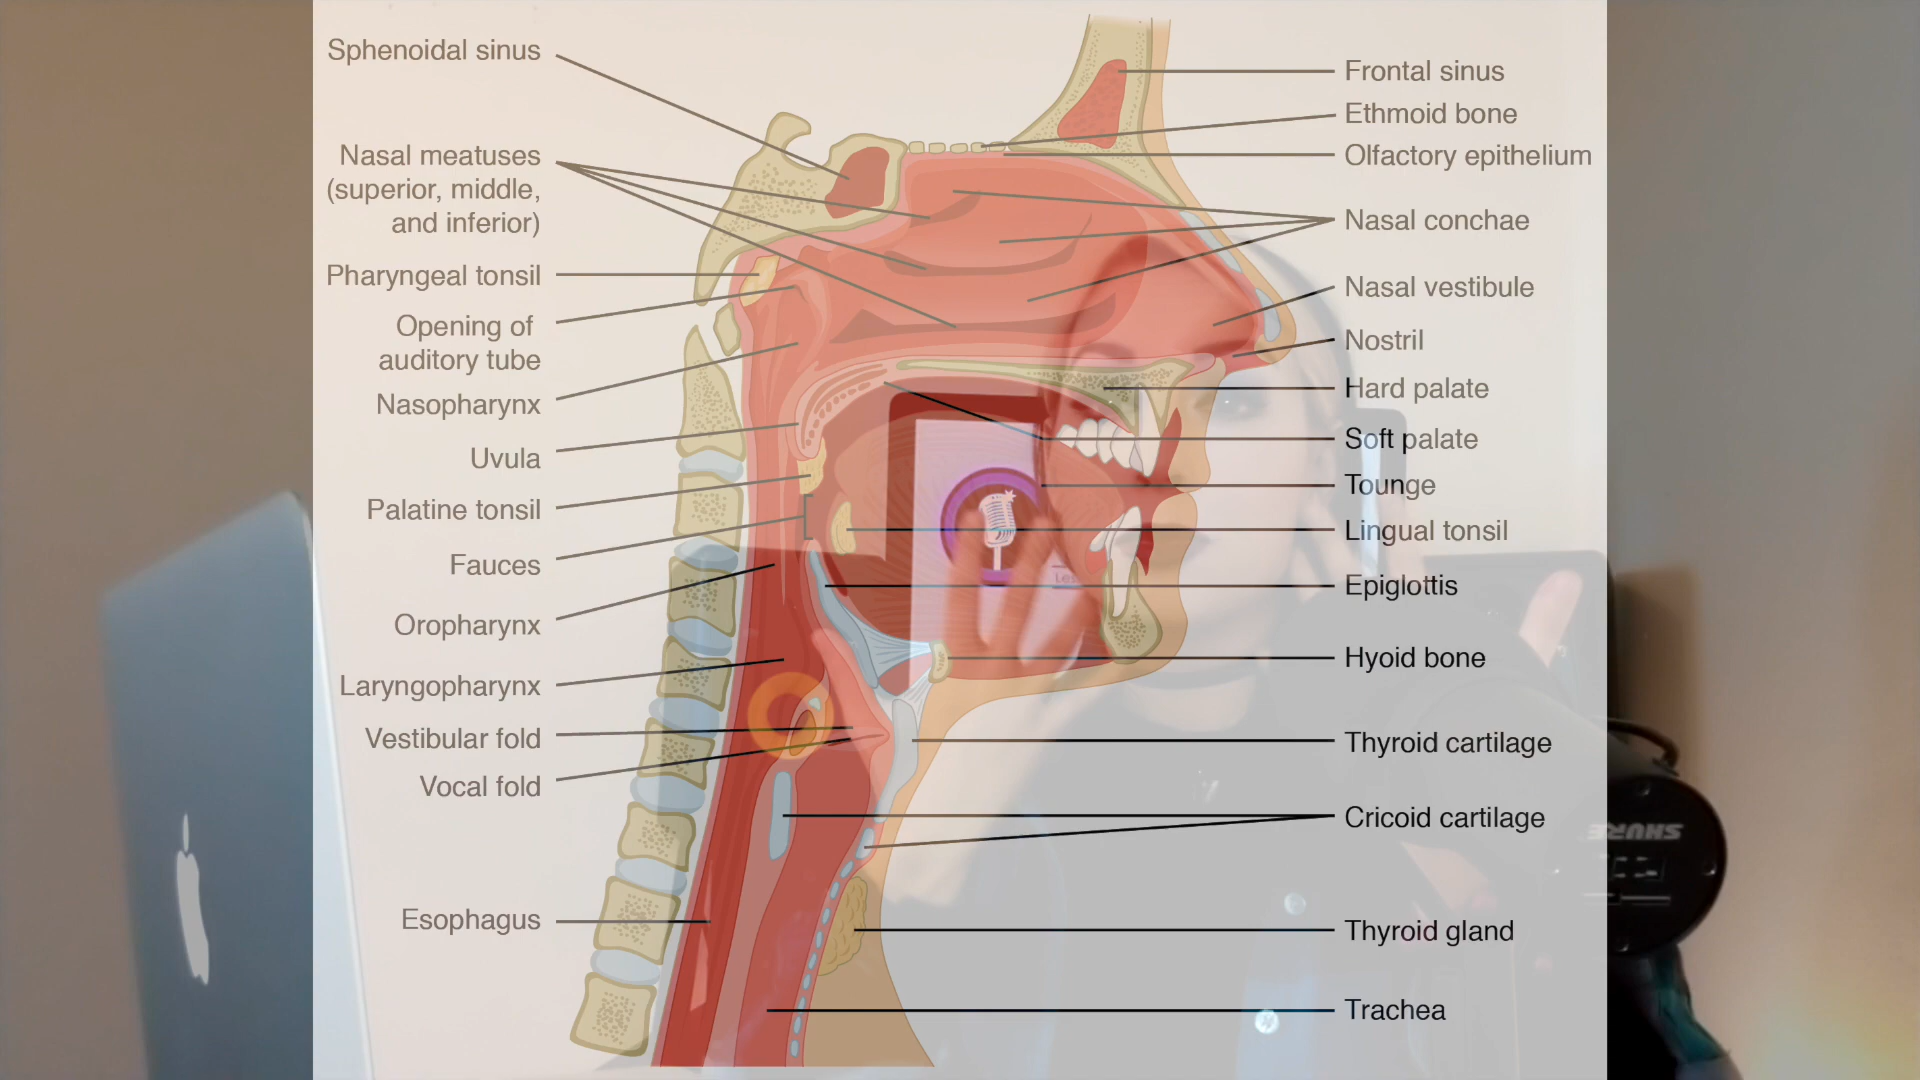 Sphenoidal sinus
Nasal meatuses
(superior, middle,
and inferior)
Pharyngeal tonsil
Opening of
auditory tube
Nasopharynx
Uvula
Palatine tonsil
Fauces
Oropharynx
Laryngopharynx
Vestibular fold
Vocal fold
Esophagus
Frontal sinus
Ethmoid bone
Olfactory epithelium
Nasal conchae
Nasal vestibule
Nostril
Hard palate
Soft palate
Tounge
Lingual tonsil
Epiglottis
Hyoid bone
Thyroid cartilage
Cricoid cartilage
Thyroid gland
Trachea
SHURE